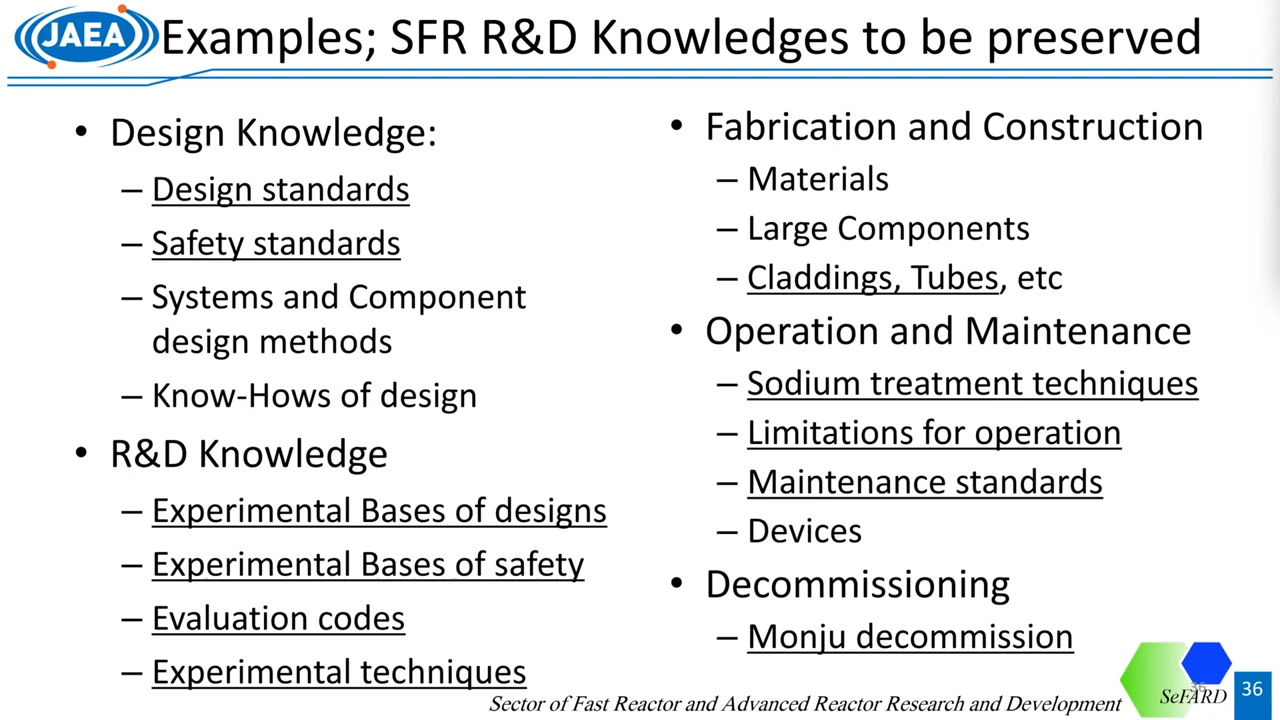 JAEA
Examples; SFR R&D Knowledges to be preserved
• Design Knowledge:
– Design standards
– Safety standards
– Systems and Component
design methods
– Know-Hows of design
• R&D Knowledge
– Experimental Bases of designs
– Experimental Bases of safety
– Evaluation codes
– Experimental techniques
• Fabrication and Construction
– Materials
– Large Components
– Claddings, Tubes, etc
• Operation and Maintenance
– Sodium treatment techniques
– Limitations for operation
– Maintenance standards
– Devices
• Decommissioning
– Monju decommission
Sector of Fast Reactor and Advanced Reactor Research and Development
36
SeFARD
36